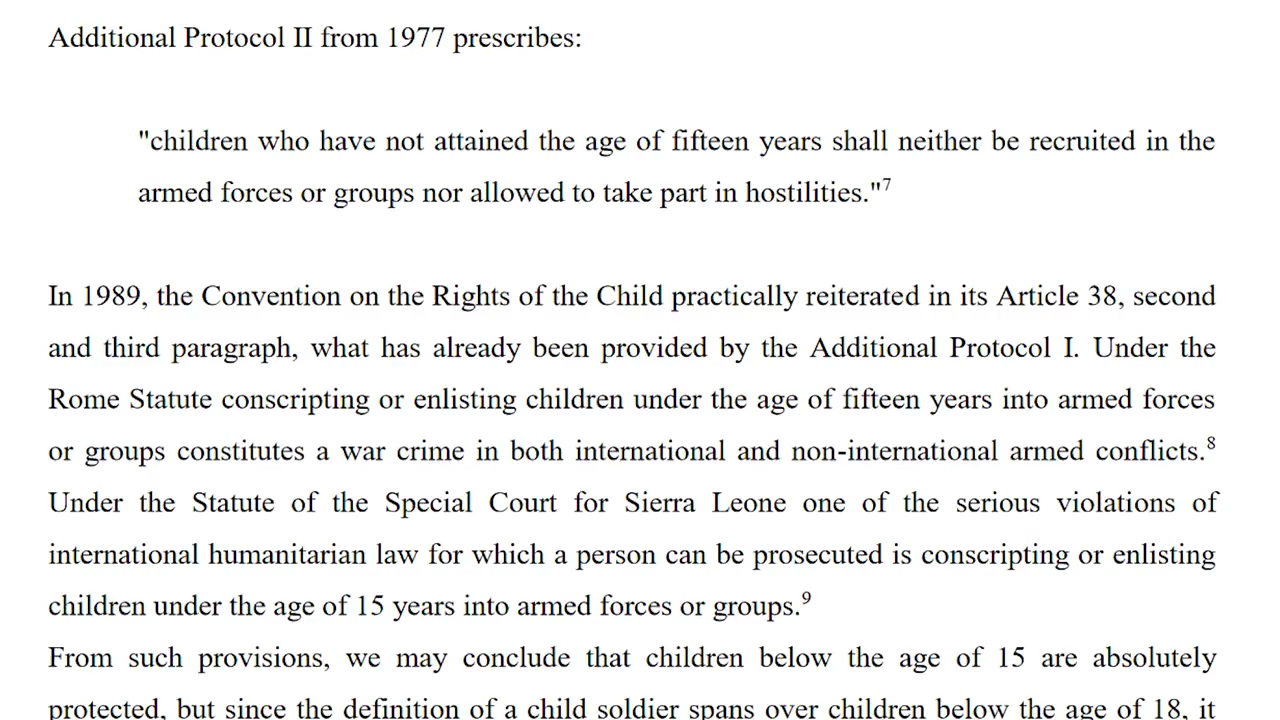 Additional Protocol II from 1977 prescribes:
"children who have not attained the age of fifteen years shall neither be recruited in the
armed forces or groups nor allowed to take part in hostilities."7
In 1989, the Convention on the Rights of the Child practically reiterated in its Article 38, second
and third paragraph, what has already been provided by the Additional Protocol I. Under the
Rome Statute conscripting or enlisting children under the age of fifteen years into armed forces
or groups constitutes a war crime in both international and non-international armed conflicts.8
Under the Statute of the Special Court for Sierra Leone one of the serious violations of
international humanitarian law for which a person can be prosecuted is conscripting or enlisting
children under the age of 15 years into armed forces or groups.9
From such provisions, we may conclude that children below the age of 15 are absolutely
protected, but since the definition of a child soldier spans over children below the age of 18, it